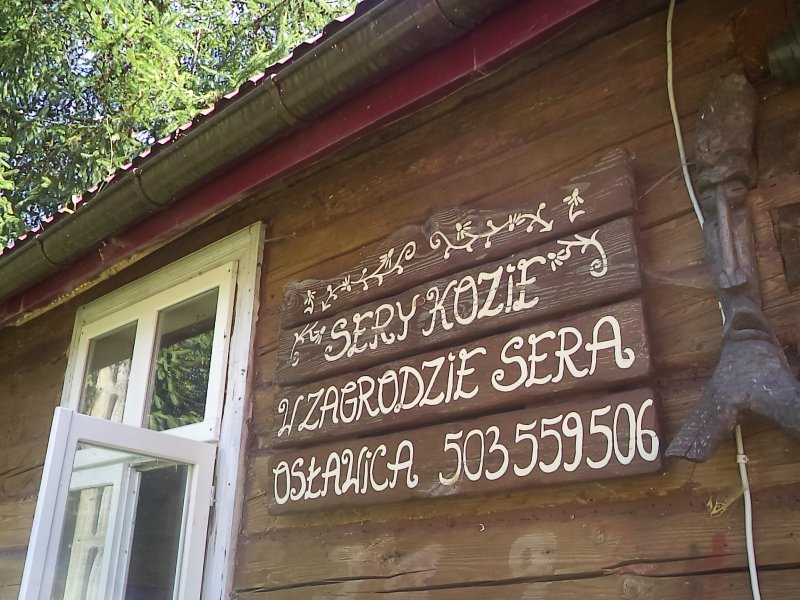 SERY KOZIE
W ZAGRODZIE SERA
OSŁAWICA 503 559 506